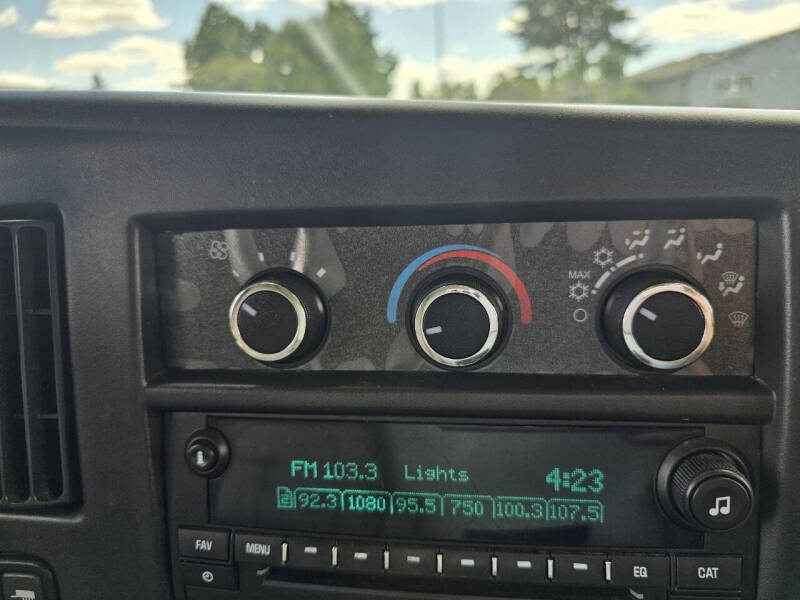 MAX
FM 103.3 Lights 4:23
2 92.3 1080 95.5 750 100.3 107.5
FAV MENU EQ CAT